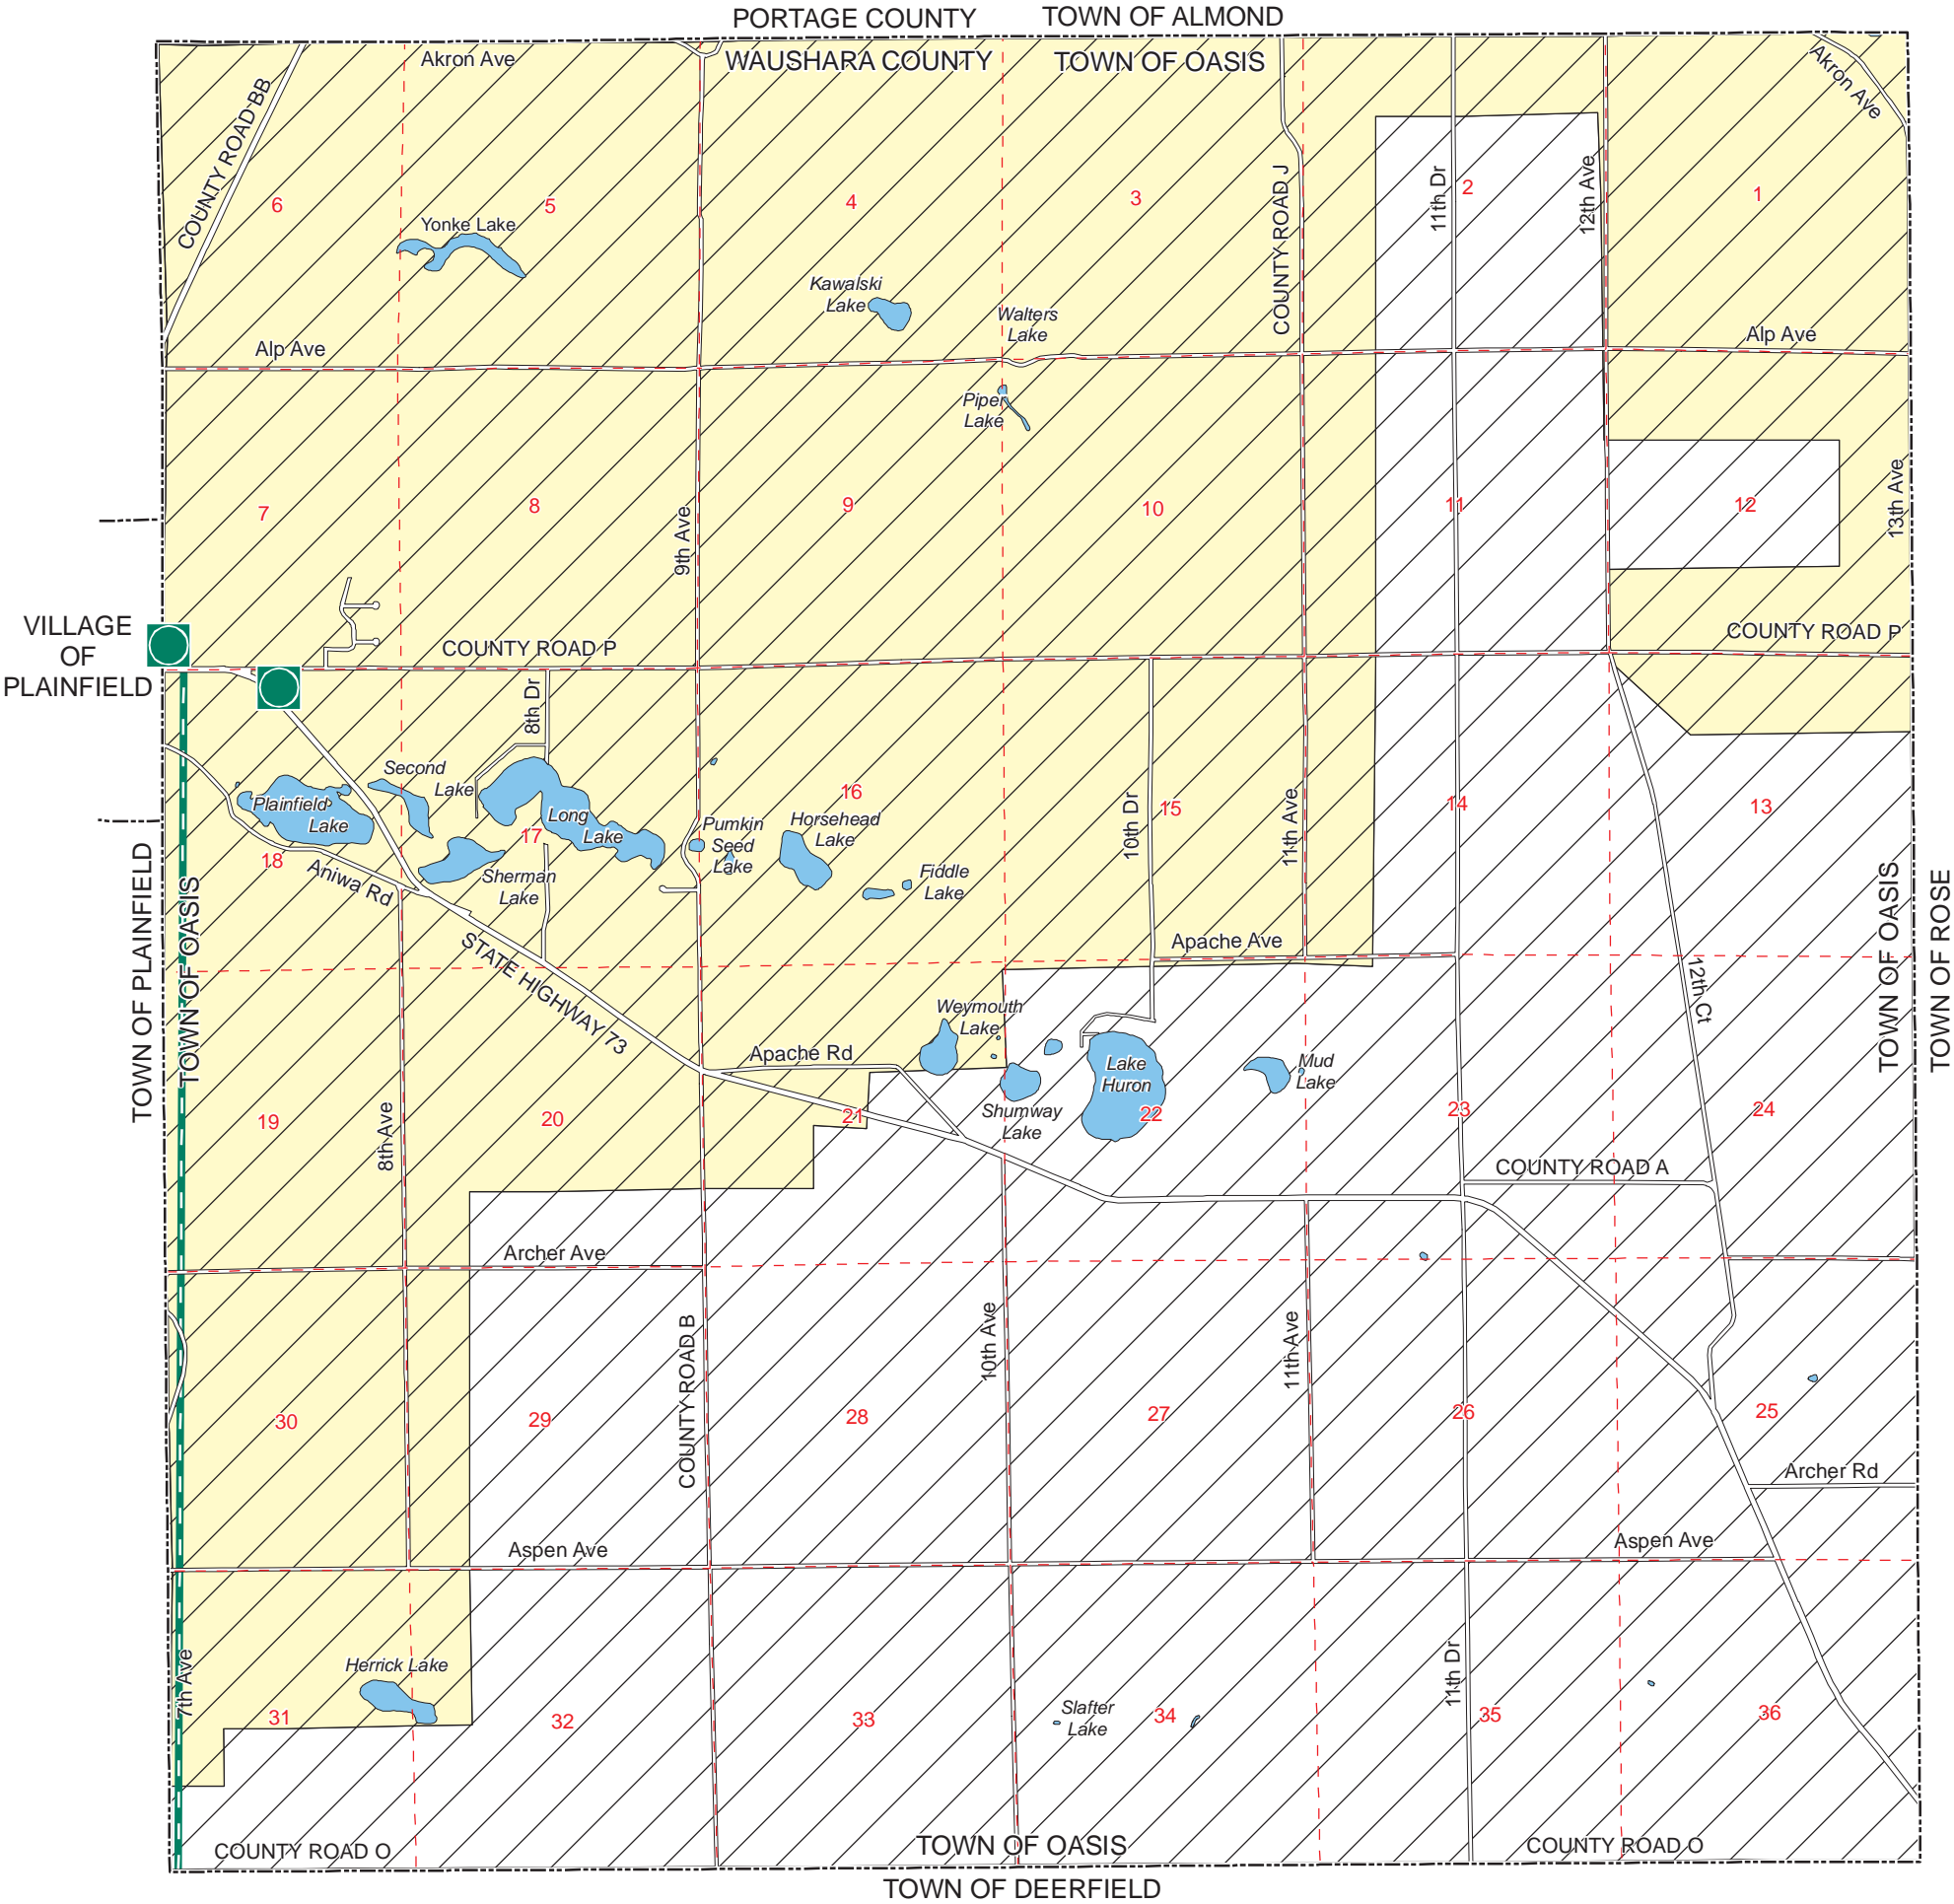 PORTAGE COUNTY
TOWN OF ALMOND
WAUSHARA COUNTY
TOWN OF OASIS
Akron Ave
Akron Ave
COUNTY ROAD BB
COUNTY ROAD J
11th Dr
12th Ave
6
5
4
3
2
1
Yonke Lake
Kawalski
Lake
Walters
Lake
Alp Ave
Alp Ave
Piper
Lake
7
8
9
10
11
12
9th Ave
13th Ave
VILLAGE
OF
PLAINFIELD
COUNTY ROAD P
COUNTY ROAD P
8th Dr
Second
Lake
Plainfield
Lake
Long
Lake
17
16
15
14
13
18
Pumkin
Seed
Lake
Horsehead
Lake
Sherman
Lake
Fiddle
Lake
10th Dr
11th Ave
Aniwa Rd
TOWN OF PLAINFIELD
TOWN OF OASIS
TOWN OF OASIS
TOWN OF ROSE
STATE HIGHWAY 73
Apache Ave
12th Ct
Weymouth
Lake
Apache Rd
Lake
Huron
Mud
Lake
Shumway
Lake
19
20
21
22
23
24
8th Ave
COUNTY ROAD A
Archer Ave
COUNTY ROAD B
10th Ave
11th Ave
30
29
28
27
26
25
Archer Rd
Aspen Ave
Aspen Ave
7th Ave
Herrick Lake
11th Dr
Slafter
Lake
31
32
33
34
35
36
COUNTY ROAD O
TOWN OF OASIS
COUNTY ROAD O
TOWN OF DEERFIELD